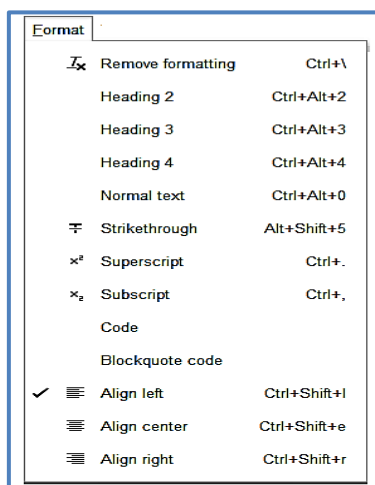 Format
Remove formatting Ctrl+\
Heading 2 Ctrl+Alt+2
Heading 3 Ctrl+Alt+3
Heading 4 Ctrl+Alt+4
Normal text Ctrl+Alt+0
Strikethrough Alt+Shift+5
Superscript Ctrl+.
Subscript Ctrl+,
Code
Blockquote code
Align left Ctrl+Shift+l
Align center Ctrl+Shift+e
Align right Ctrl+Shift+r